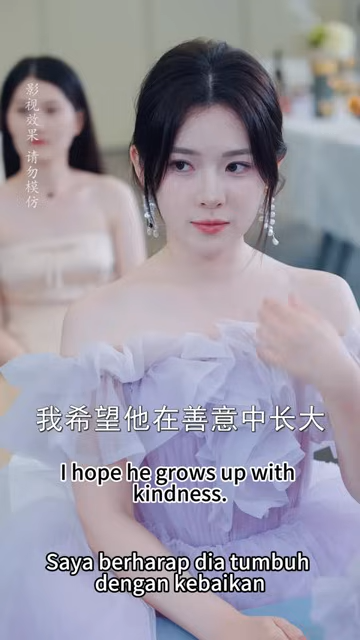 影视效果 请勿模仿
我希望他在善意中长大
I hope he grows up with
kindness.
Saya berharap dia tumbuh
dengan kebaikan